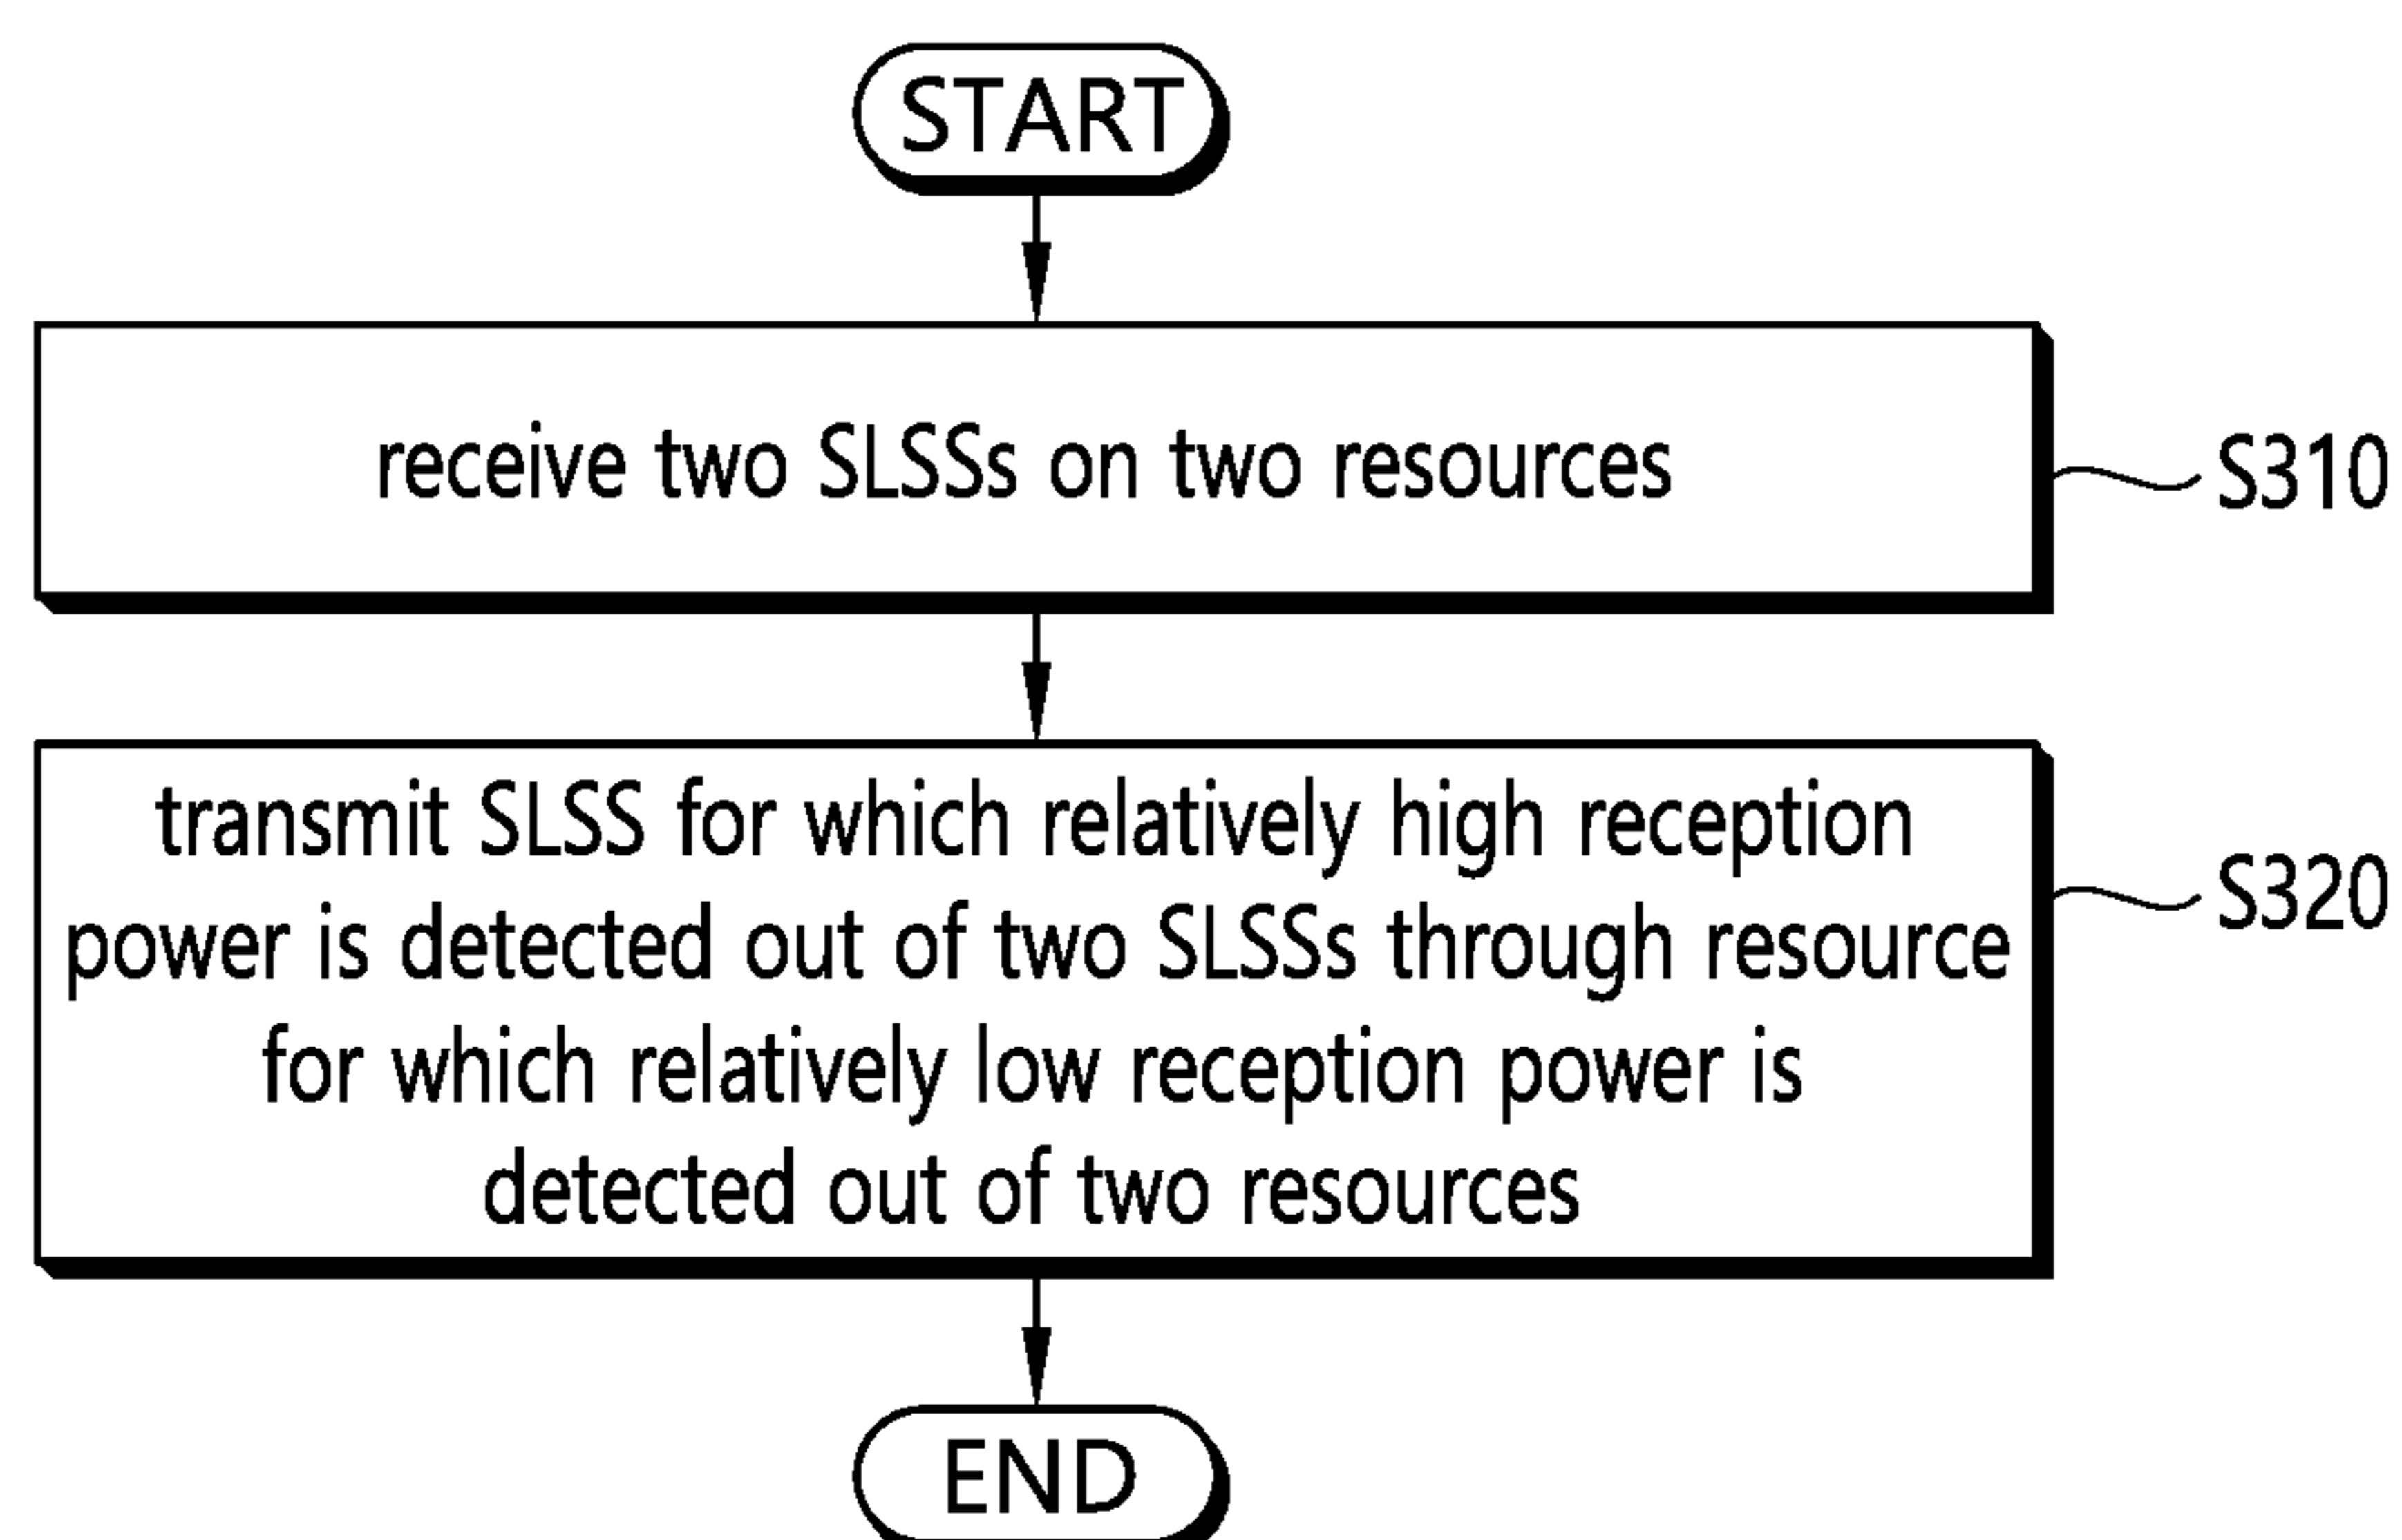 START
receive two SLSSs on two resources
S310
transmit SLSS for which relatively high reception
power is detected out of two SLSSs through resource
for which relatively low reception power is
detected out of two resources
S320
END